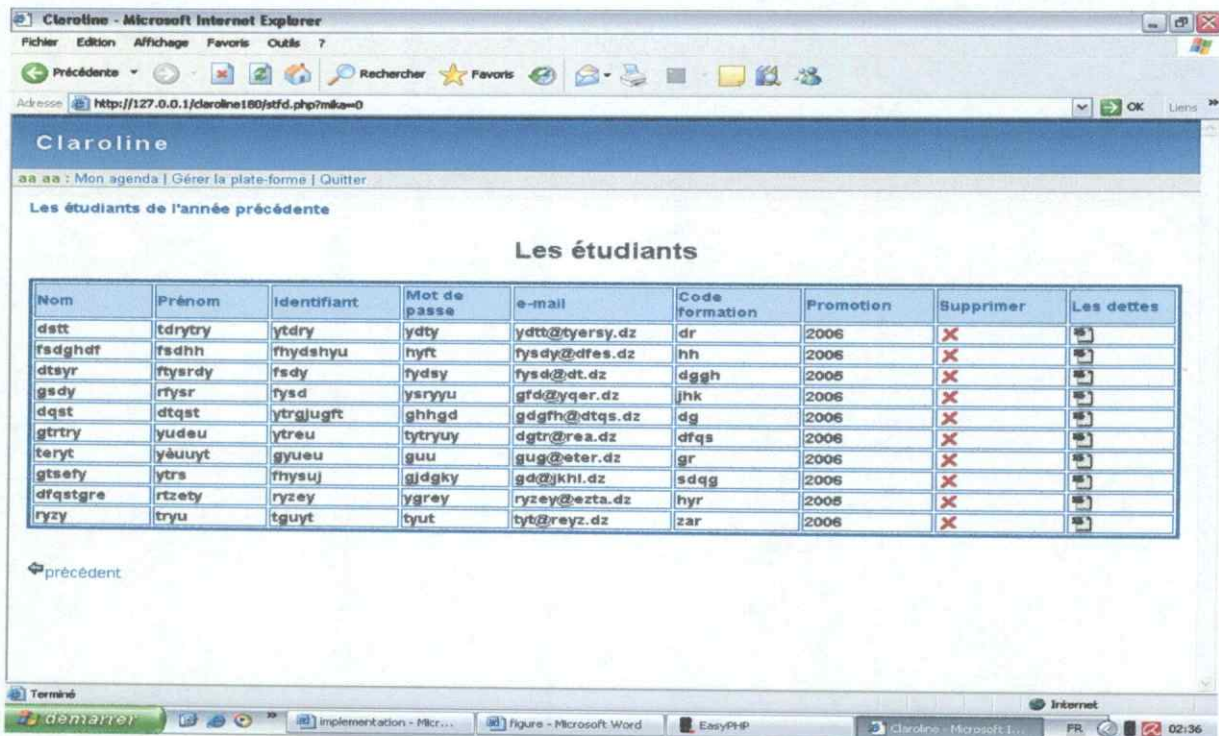 Claroline - Microsoft Internet Explorer
Fichier Edition Affichage Favoris Outils ?
Précédente Rechercher Favoris
Adresse http://127.0.0.1/claroline180/stfd.php?mika=0 OK Liens »
Claroline
aa aa : Mon agenda | Gérer la plate-forme | Quitter
Les étudiants de l'année précédente
Les étudiants
Nom Prénom Identifiant Mot de passe e-mail Code formation Promotion Supprimer Les dettes
dstt tdrytry ytdry ydty ydtt@tyersy.dz dr 2006
fsdghdf fsdhh fhydshyu hyft fysdy@dfes.dz hh 2006
dtsyr ftysrdy fsdy fydsy fysd@dt.dz dggh 2005
gsdy rfysr fysd ysryyu gfd@yqer.dz jhk 2006
dqst dtqst ytrgjugft ghhgd gdgfh@dtqs.dz dg 2006
gtrtry yudeu ytreu tytryuy dgtr@rea.dz dfqs 2006
teryt yèuuyt gyueu guu gug@eter.dz gr 2006
gtsefy ytrs fhysuj gjdgky gd@jkhl.dz sdqg 2006
dfqstgre rtzety ryzey ygrey ryzey@ezta.dz hyr 2005
ryzy tryu tguyt tyut tyt@reyz.dz zar 2006
précédent
Terminé Internet
démarrer » implementation - Micr... figure - Microsoft Word EasyPHP Claroline - Microsoft I... FR 02:36